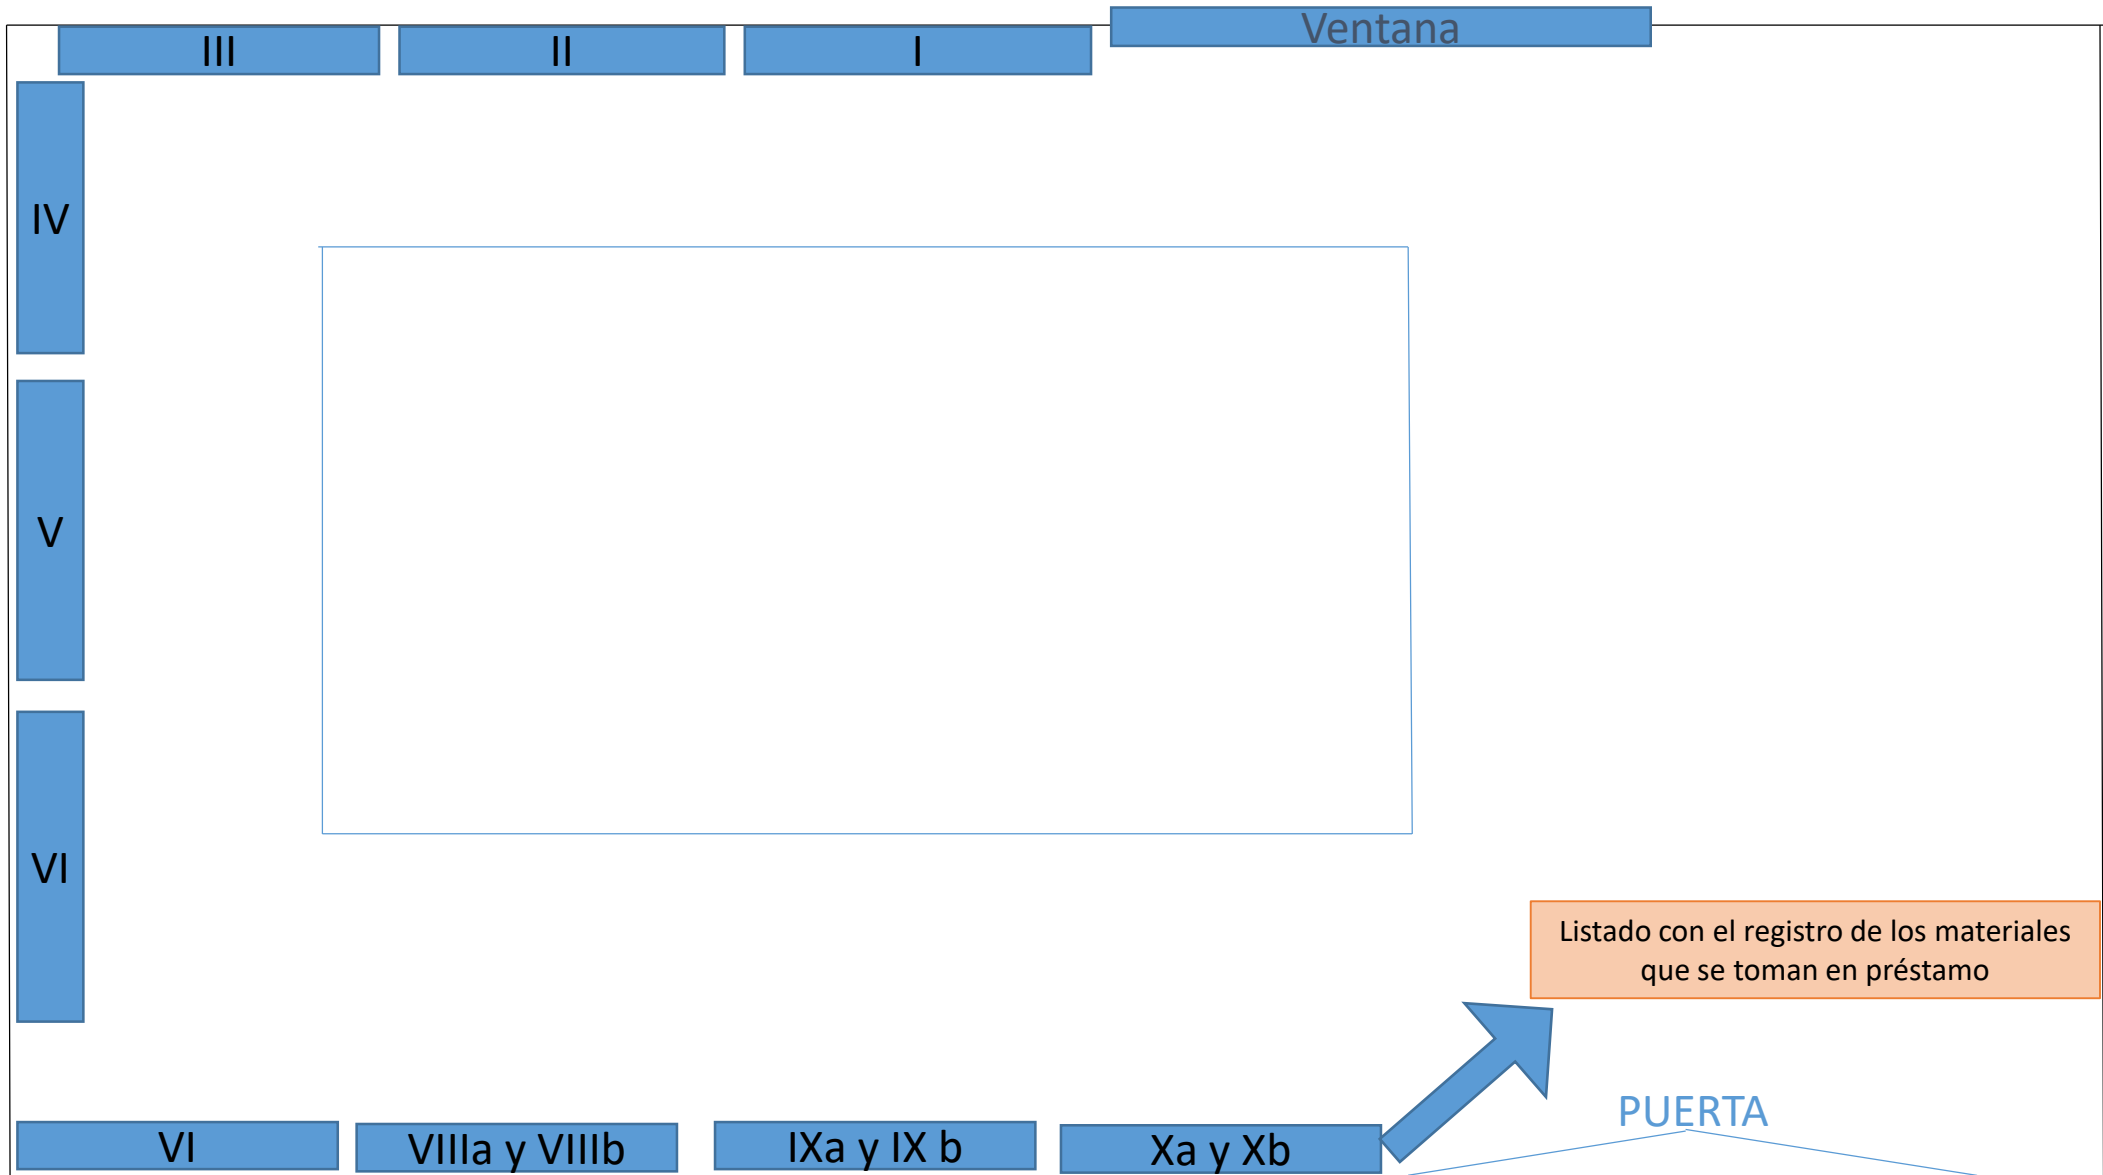 Ventana
III
II
I
IV
V
VI
Listado con el registro de los materiales
que se toman en préstamo
PUERTA
VI
VIIIa y VIIIb
IXa y IX b
Xa y Xb